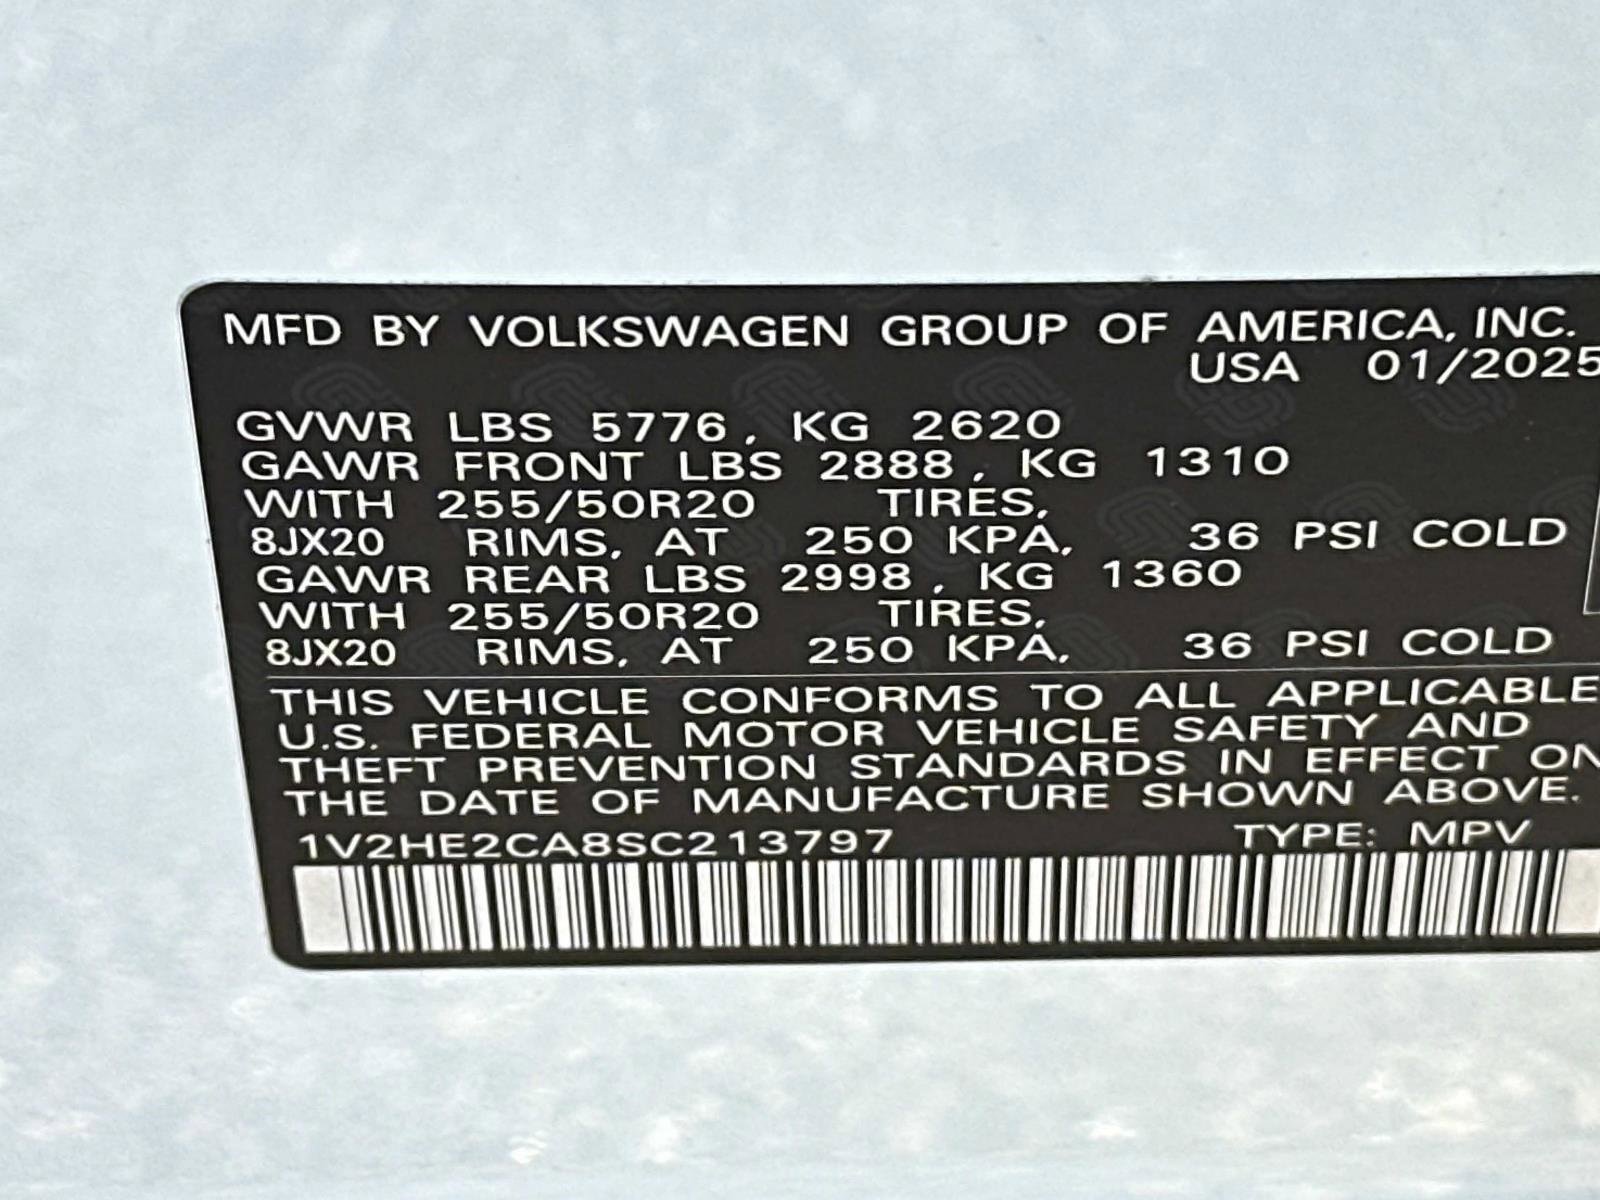 MFD BY VOLKSWAGEN GROUP OF AMERICA, INC.
USA 01/2025
GVWR LBS 5776, KG 2620
GAWR FRONT LBS 2888, KG 1310
WITH 255/50R20 TIRES,
8JX20 RIMS, AT 250 KPA, 36 PSI COLD
GAWR REAR LBS 2998, KG 1360
WITH 255/50R20 TIRES,
8JX20 RIMS, AT 250 KPA, 36 PSI COLD
THIS VEHICLE CONFORMS TO ALL APPLICABLE
U.S. FEDERAL MOTOR VEHICLE SAFETY AND
THEFT PREVENTION STANDARDS IN EFFECT ON
THE DATE OF MANUFACTURE SHOWN ABOVE.
1V2HE2CA8SC213797 TYPE: MPV